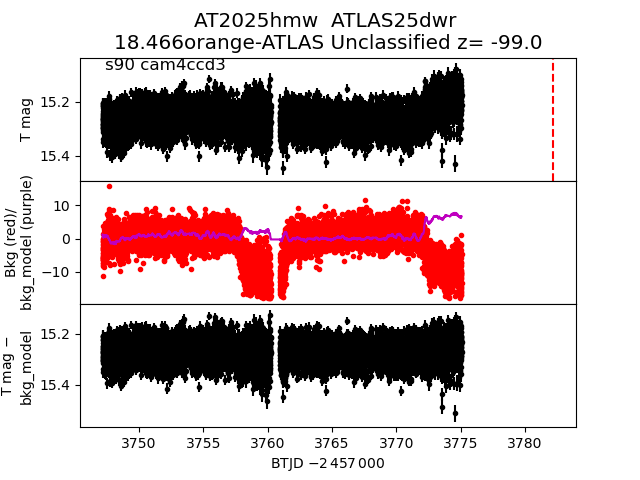 AT2025hmw  ATLAS25dwr
18.466orange-ATLAS Unclassified z= -99.0
s90 cam4ccd3
T mag
15.2
15.4
Bkg (red)/
bkg_model (purple)
10
0
−10
T mag −
bkg_model
15.2
15.4
3750 3755 3760 3765 3770 3775 3780
BTJD −2 457 000